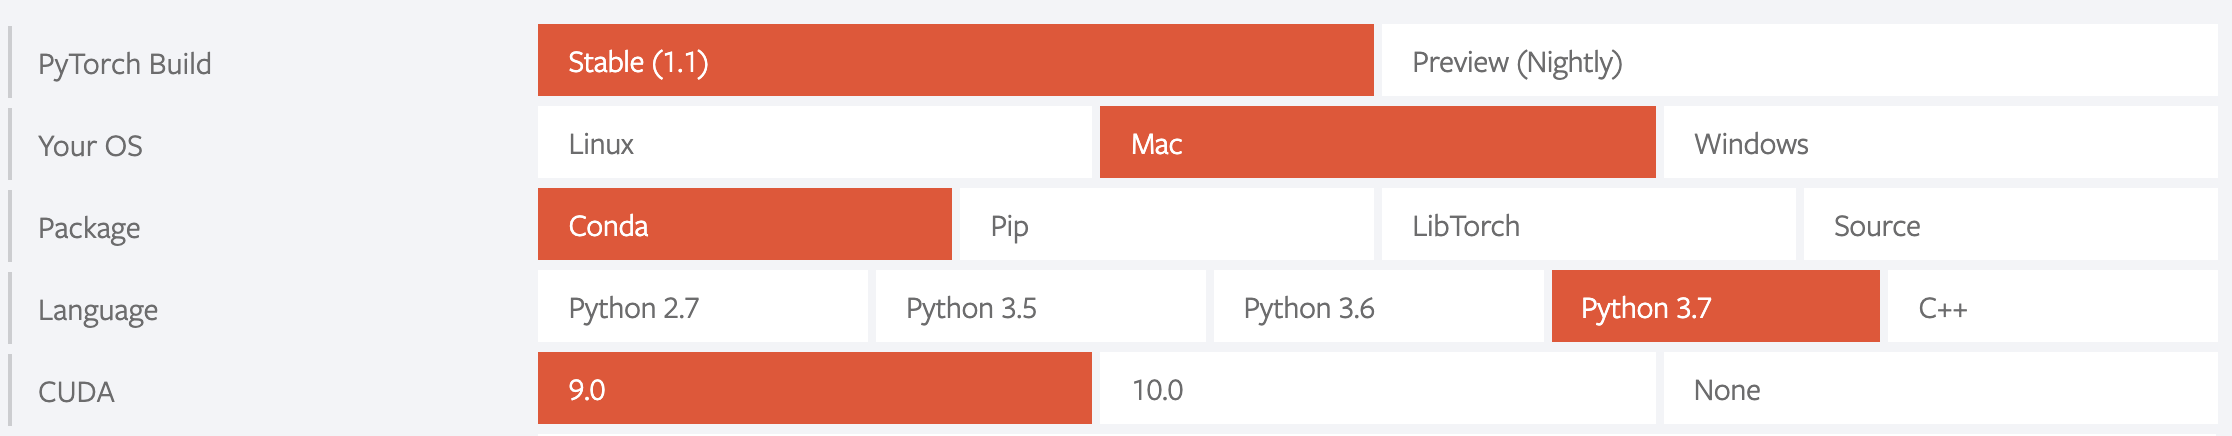 PyTorch Build Stable (1.1) Preview (Nightly)
Your OS Linux Mac Windows
Package Conda Pip LibTorch Source
Language Python 2.7 Python 3.5 Python 3.6 Python 3.7 C++
CUDA 9.0 10.0 None